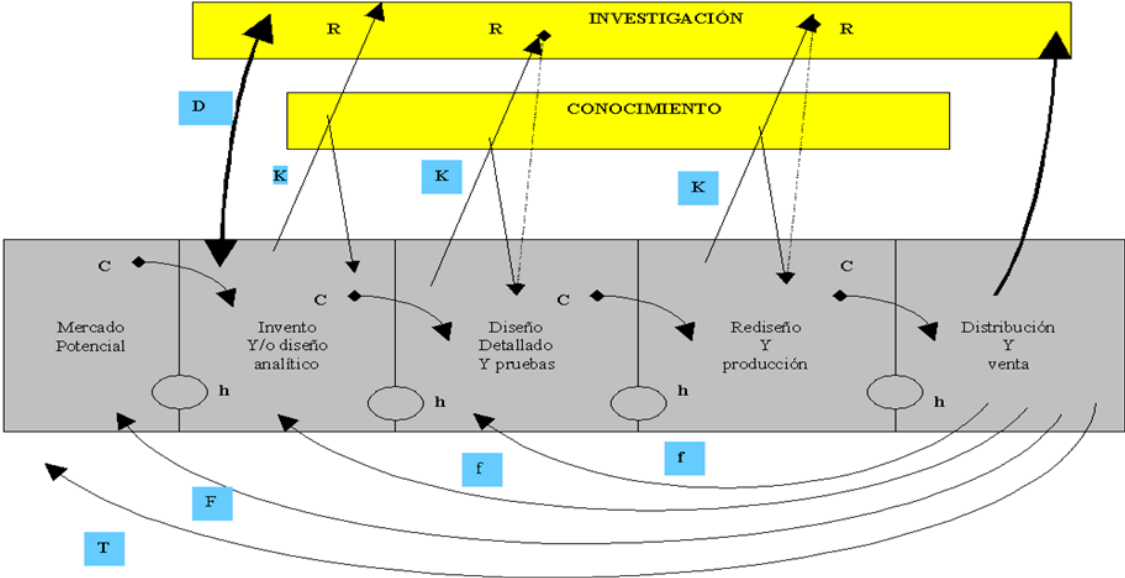 INVESTIGACIÓN
R
R
R
D
CONOCIMIENTO
K
K
K
C
C
C
C
Mercado
Potencial
Invento
Y/o diseño
analítico
Diseño
Detallado
Y pruebas
Rediseño
Y
producción
Distribución
Y
venta
h
h
h
h
f
f
F
T